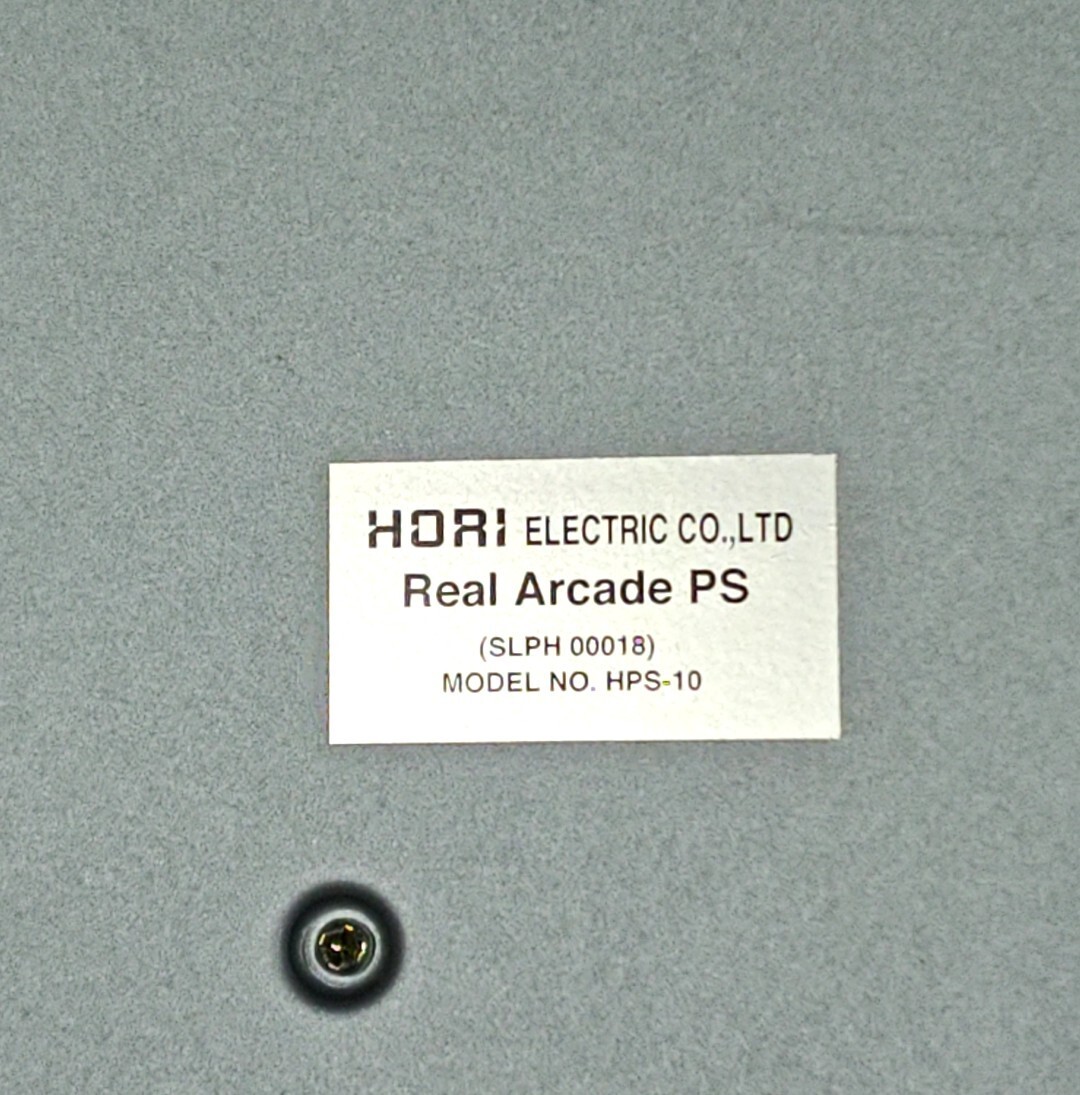 HORI ELECTRIC CO.,LTD
Real Arcade PS
(SLPH 00018)
MODEL NO. HPS-10